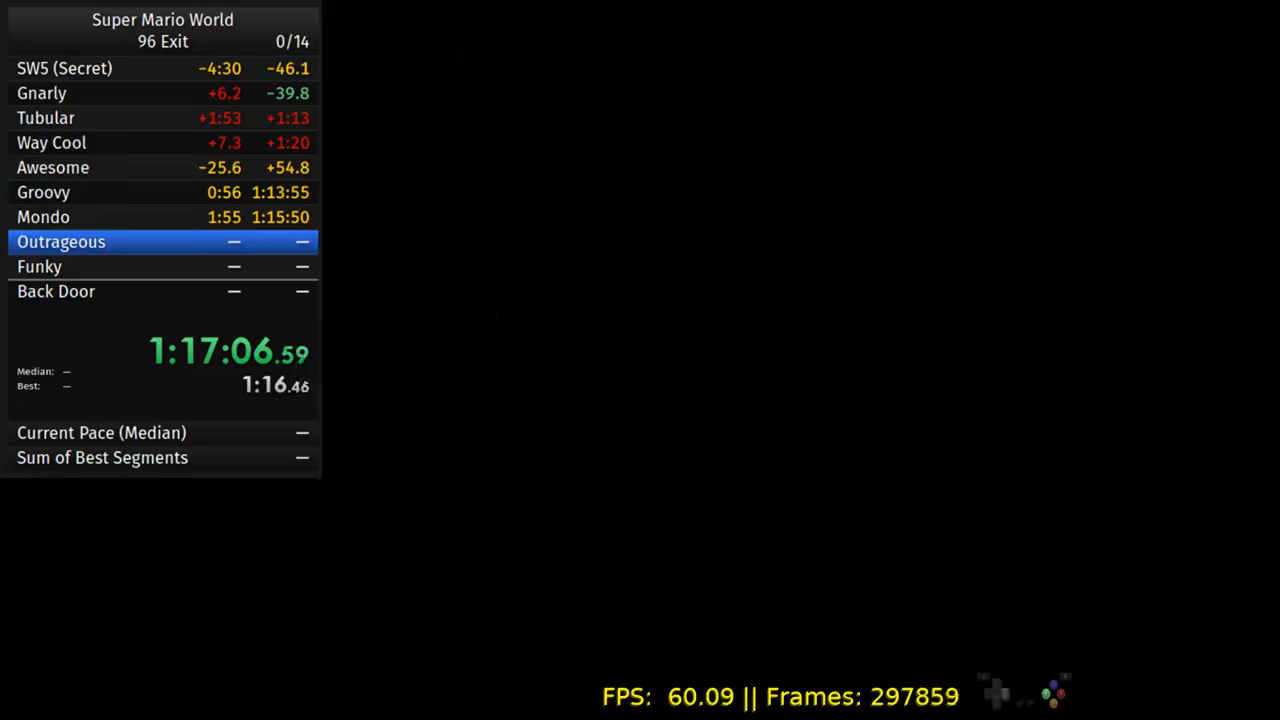 Super Mario World
96 Exit 0/14
SW5 (Secret) −4:30 −46.1
Gnarly +6.2 −39.8
Tubular +1:53 +1:13
Way Cool +7.3 +1:20
Awesome −25.6 +54.8
Groovy 0:56 1:13:55
Mondo 1:55 1:15:50
Outrageous — —
Funky — —
Back Door — —
1:17:06.59
Median: —
Best: —
1:16.46
Current Pace (Median) —
Sum of Best Segments —
FPS: 60.09 || Frames: 297859